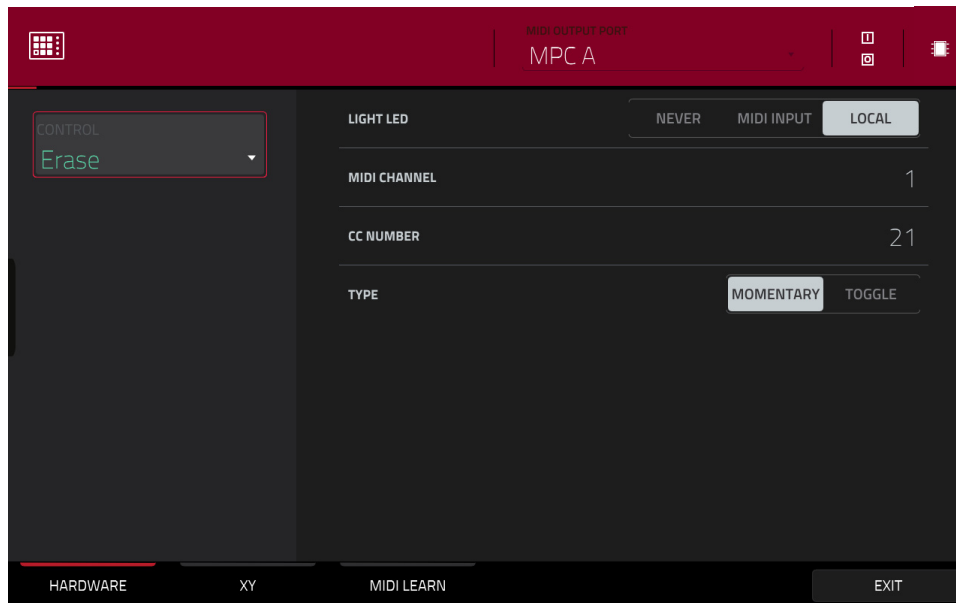 MIDI OUTPUT PORT
MPC A
CONTROL
Erase
LIGHT LED NEVER MIDI INPUT LOCAL
MIDI CHANNEL 1
CC NUMBER 21
TYPE MOMENTARY TOGGLE
HARDWARE XY MIDI LEARN EXIT